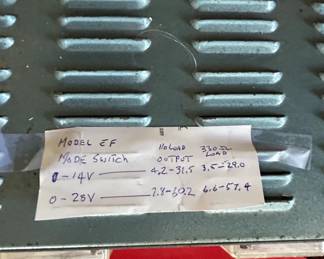 MODEL EF NO LOAD 330Ω
MODE SWITCH OUTPUT LOAD
0-14V 4.2-31.5 3.5-29.0
0-28V 7.8-60.2 6.6-57.4